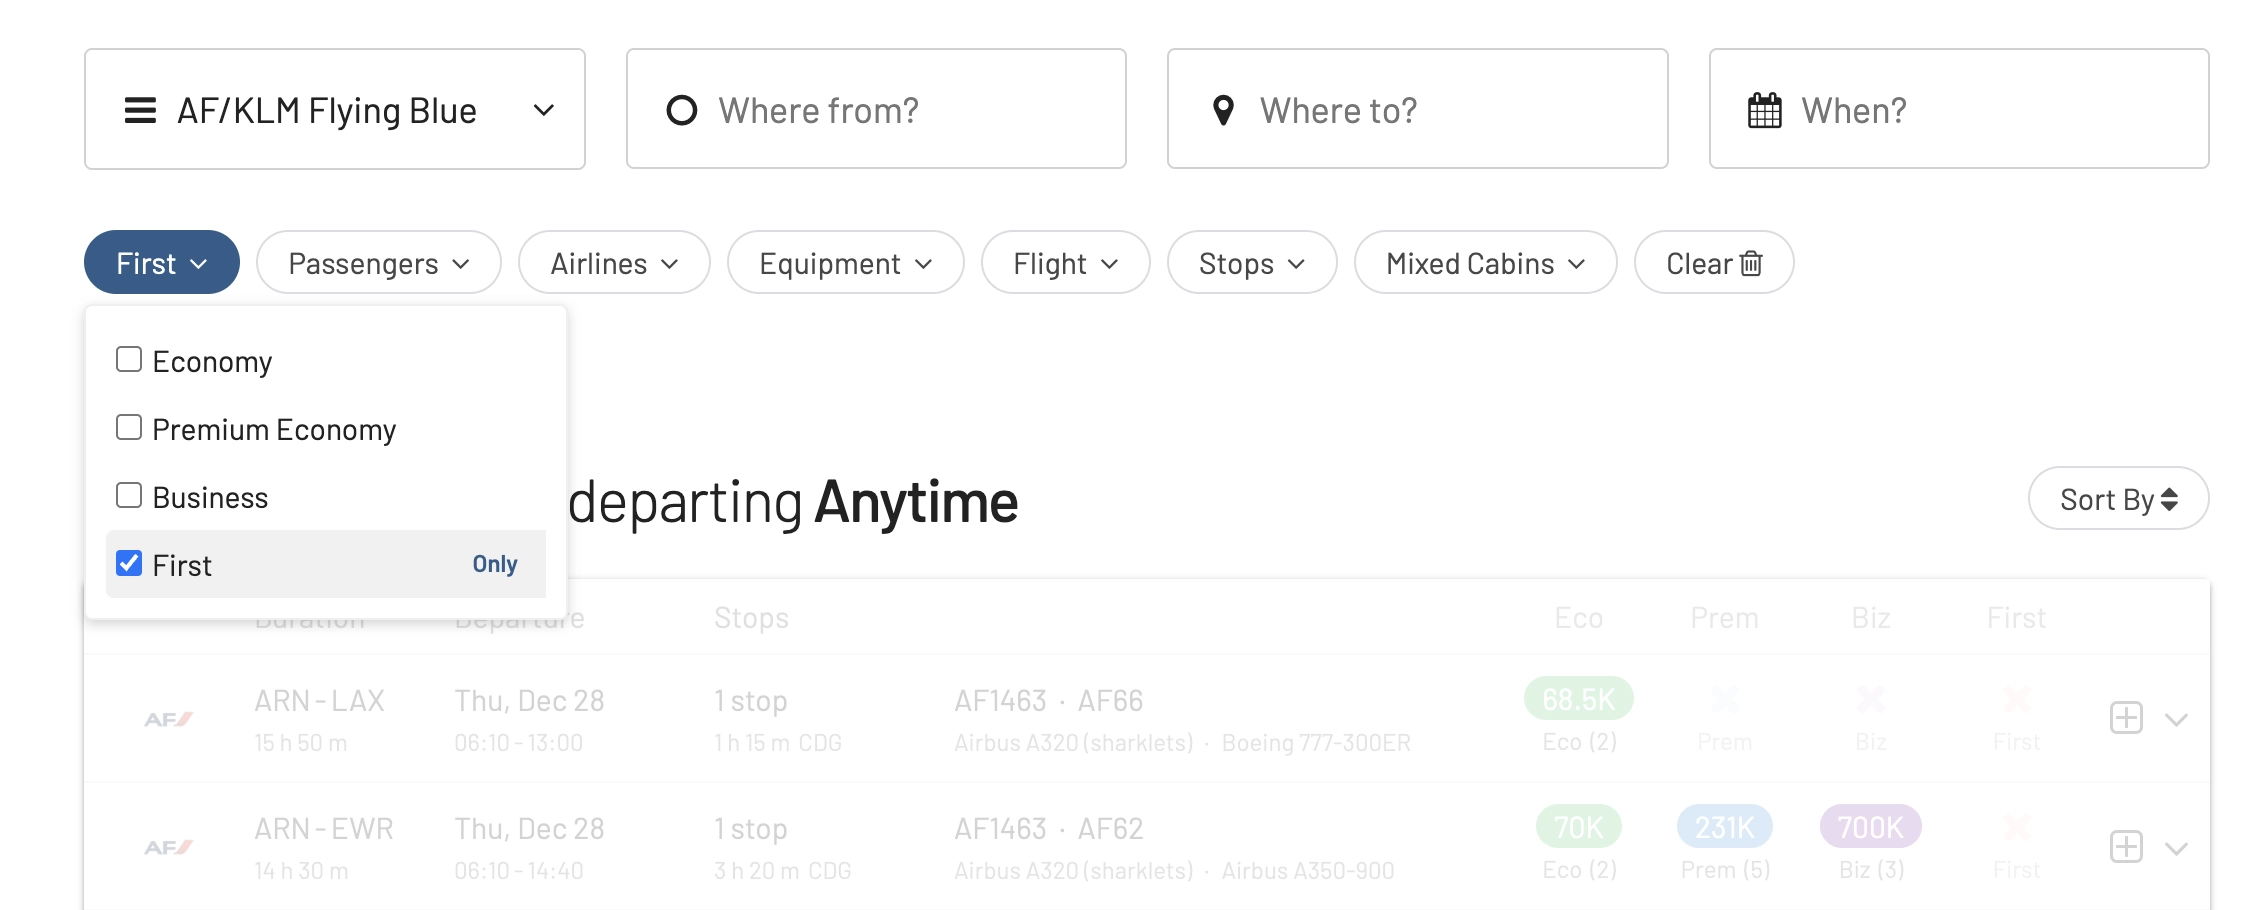 AF/KLM Flying Blue
Where from?
Where to?
When?
First
Passengers
Airlines
Equipment
Flight
Stops
Mixed Cabins
Clear
Economy
Premium Economy
Business
First Only
departing Anytime
Sort By
Duration Departure Stops Eco Prem Biz First
ARN - LAX Thu, Dec 28 1 stop AF1463 · AF66 68.5K
AF
15 h 50 m 06:10 - 13:00 1 h 15 m CDG Airbus A320 (sharklets) · Boeing 777-300ER Eco (2) Prem Biz First
ARN - EWR Thu, Dec 28 1 stop AF1463 · AF62 70K 231K 700K
AF
14 h 30 m 06:10 - 14:40 3 h 20 m CDG Airbus A320 (sharklets) · Airbus A350-900 Eco (2) Prem (5) Biz (3) First